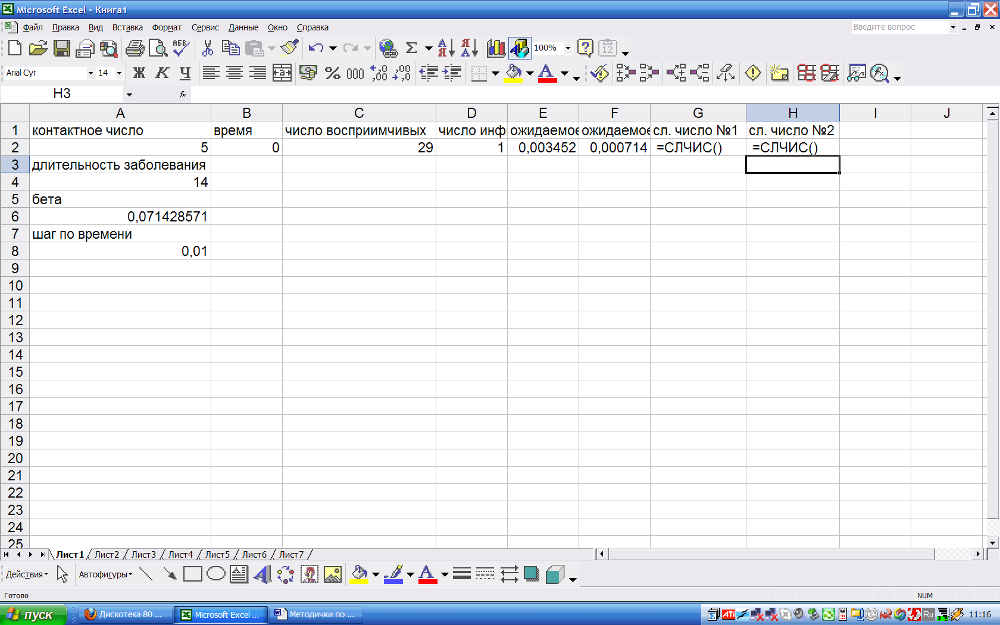 Microsoft Excel - Книга1
Файл Правка Вид Вставка Формат Сервис Данные Окно Справка Введите вопрос
100%
Arial Cyr 14 Ж К Ч % 000
H3 fx
A B C D E F G H I J
1 контактное число время число восприимчивых число инф ожидаемое ожидаемое сл. число №1 сл. число №2
2 5 0 29 1 0,003452 0,000714 =СЛЧИС() =СЛЧИС()
3 длительность заболевания
4 14
5 бета
6 0,071428571
7 шаг по времени
8 0,01
9
10
11
12
13
14
15
16
17
18
19
20
21
22
23
24
25
Лист1 Лист2 Лист3 Лист4 Лист5 Лист6 Лист7
Действия Автофигуры
Готово NUM
пуск Дискотека 80 ... Microsoft Excel ... Методички по ... ATI Ru 11:16